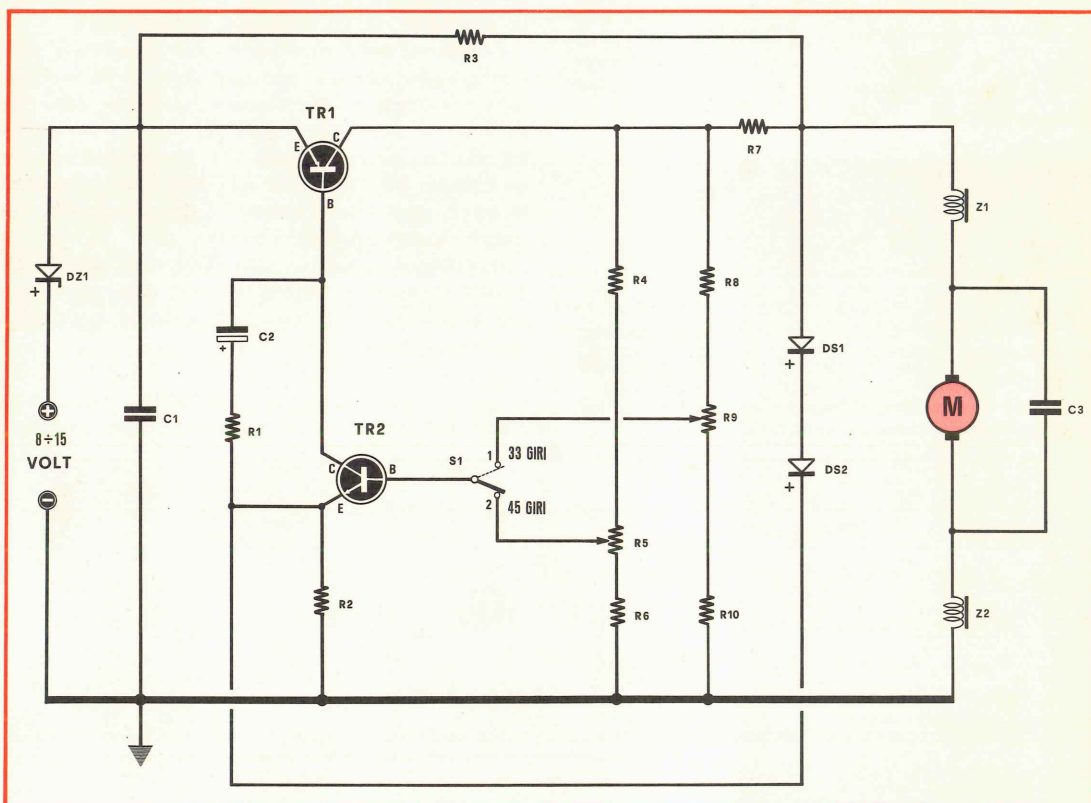 R3
TR1
E
C
B
R7
Z1
DZ1
+
R4
R8
C2
+
DS1
+
M
C3
+
8÷15
VOLT
−
C1
R1
TR2
C
B
E
S1
1
33 GIRI
2
45 GIRI
R9
DS2
+
R5
R2
R6
R10
Z2